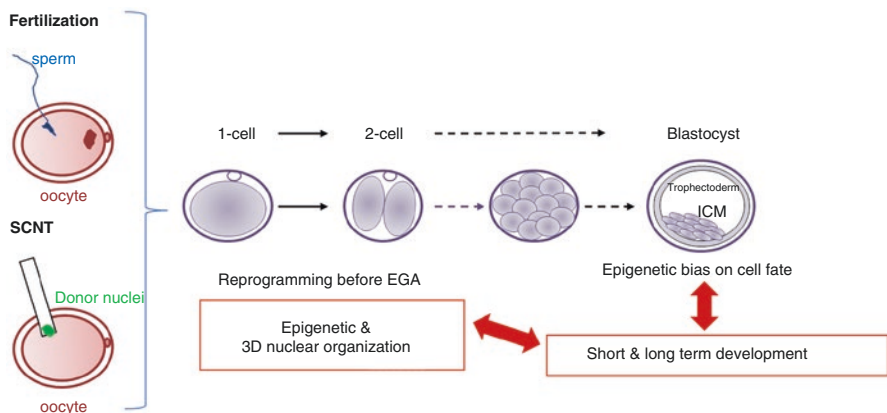 Fertilization
sperm
oocyte
SCNT
Donor nuclei
oocyte
1-cell
2-cell
Blastocyst
Trophectoderm
ICM
Reprogramming before EGA
Epigenetic bias on cell fate
Epigenetic &
3D nuclear organization
Short & long term development